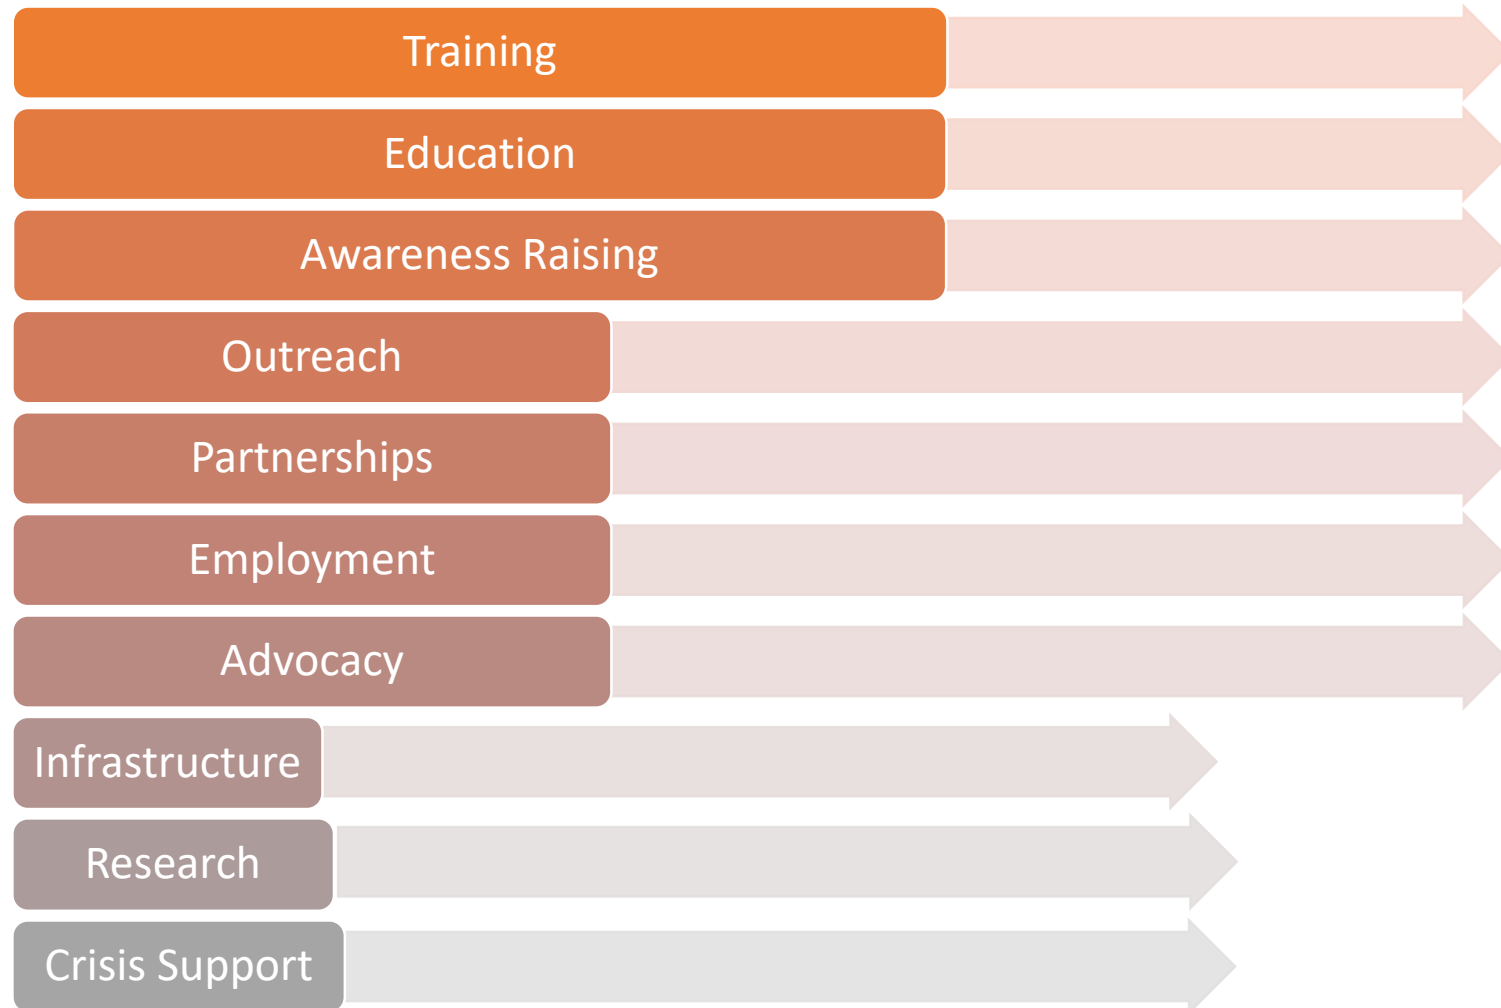 Training
Education
Awareness Raising
Outreach
Partnerships
Employment
Advocacy
Infrastructure
Research
Crisis Support